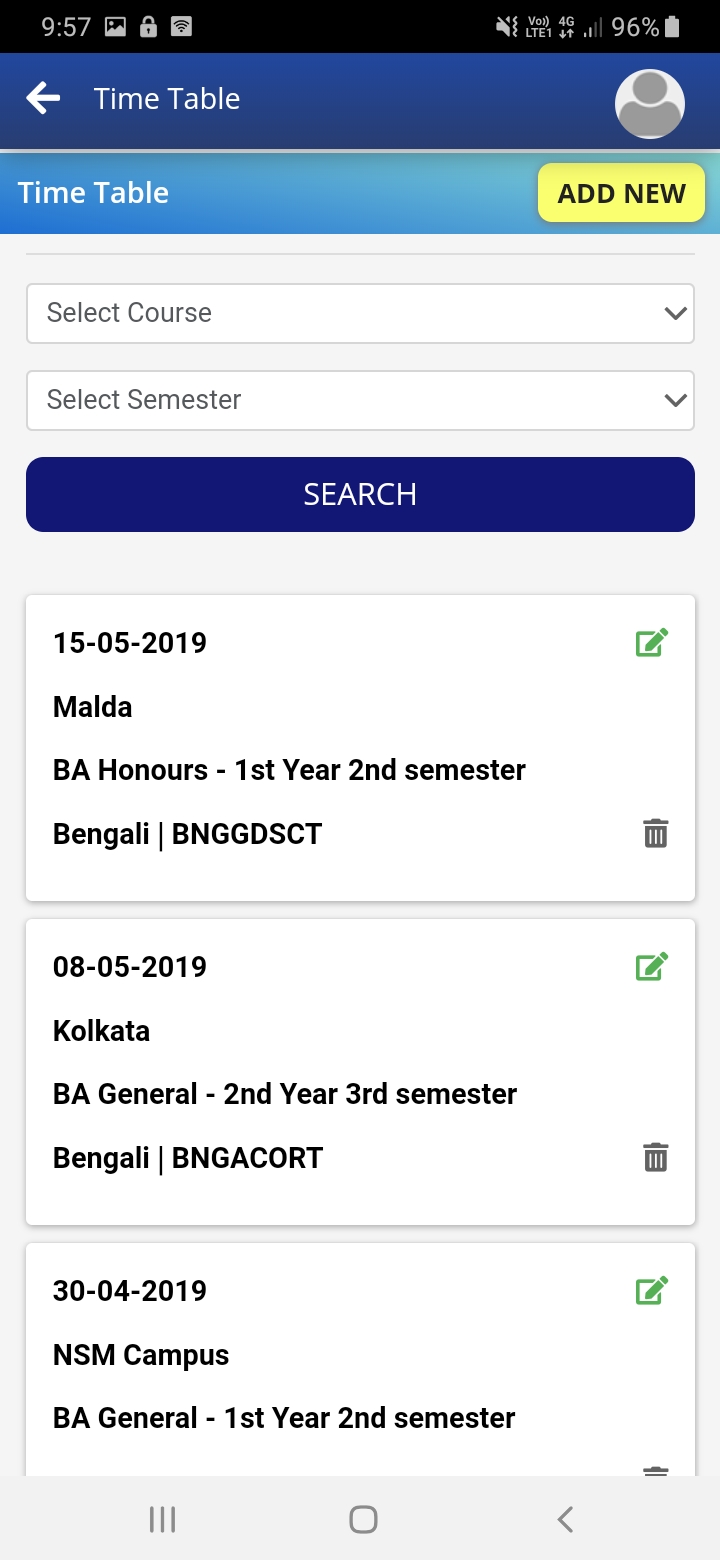 9:57
Vo)) 4G
LTE1
96%
Time Table
Time Table
ADD NEW
Select Course
Select Semester
SEARCH
15-05-2019
Malda
BA Honours - 1st Year 2nd semester
Bengali | BNGGDSCT
08-05-2019
Kolkata
BA General - 2nd Year 3rd semester
Bengali | BNGACORT
30-04-2019
NSM Campus
BA General - 1st Year 2nd semester